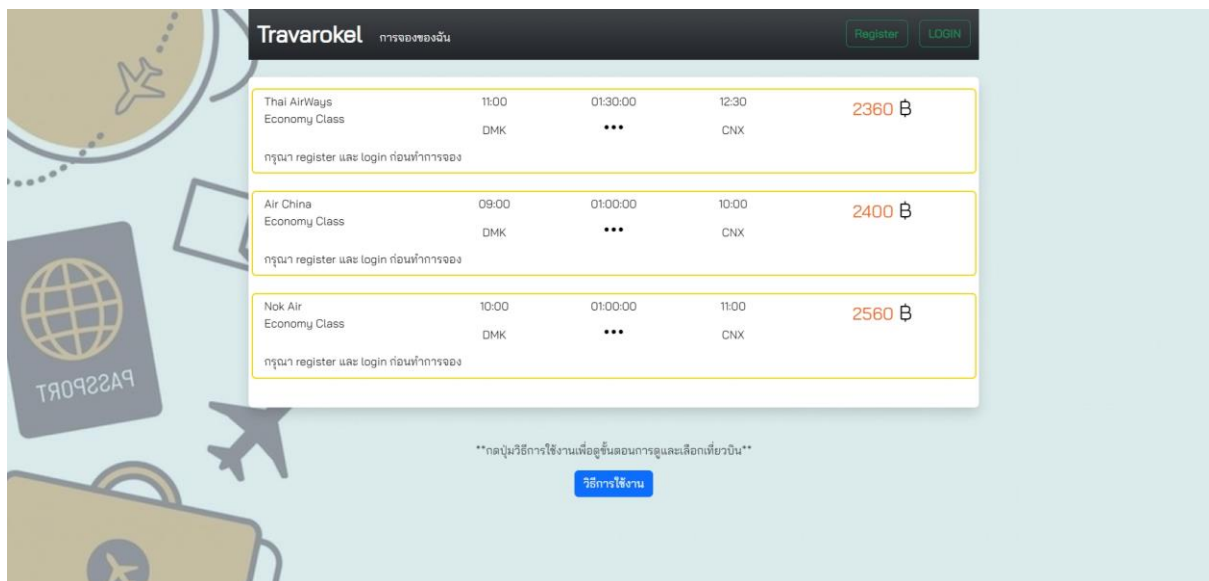 Travarokel การจองของฉัน Register LOGIN
Thai AirWays 11:00 01:30:00 12:30 2360 ฿
Economy Class
DMK ••• CNX
กรุณา register และ login ก่อนทำการจอง
Air China 09:00 01:00:00 10:00 2400 ฿
Economy Class
DMK ••• CNX
กรุณา register และ login ก่อนทำการจอง
Nok Air 10:00 01:00:00 11:00 2560 ฿
Economy Class
DMK ••• CNX
กรุณา register และ login ก่อนทำการจอง
PASSPORT
**กดปุ่มวิธีการใช้งานเพื่อดูขั้นตอนการดูและเลือกเที่ยวบิน**
วิธีการใช้งาน